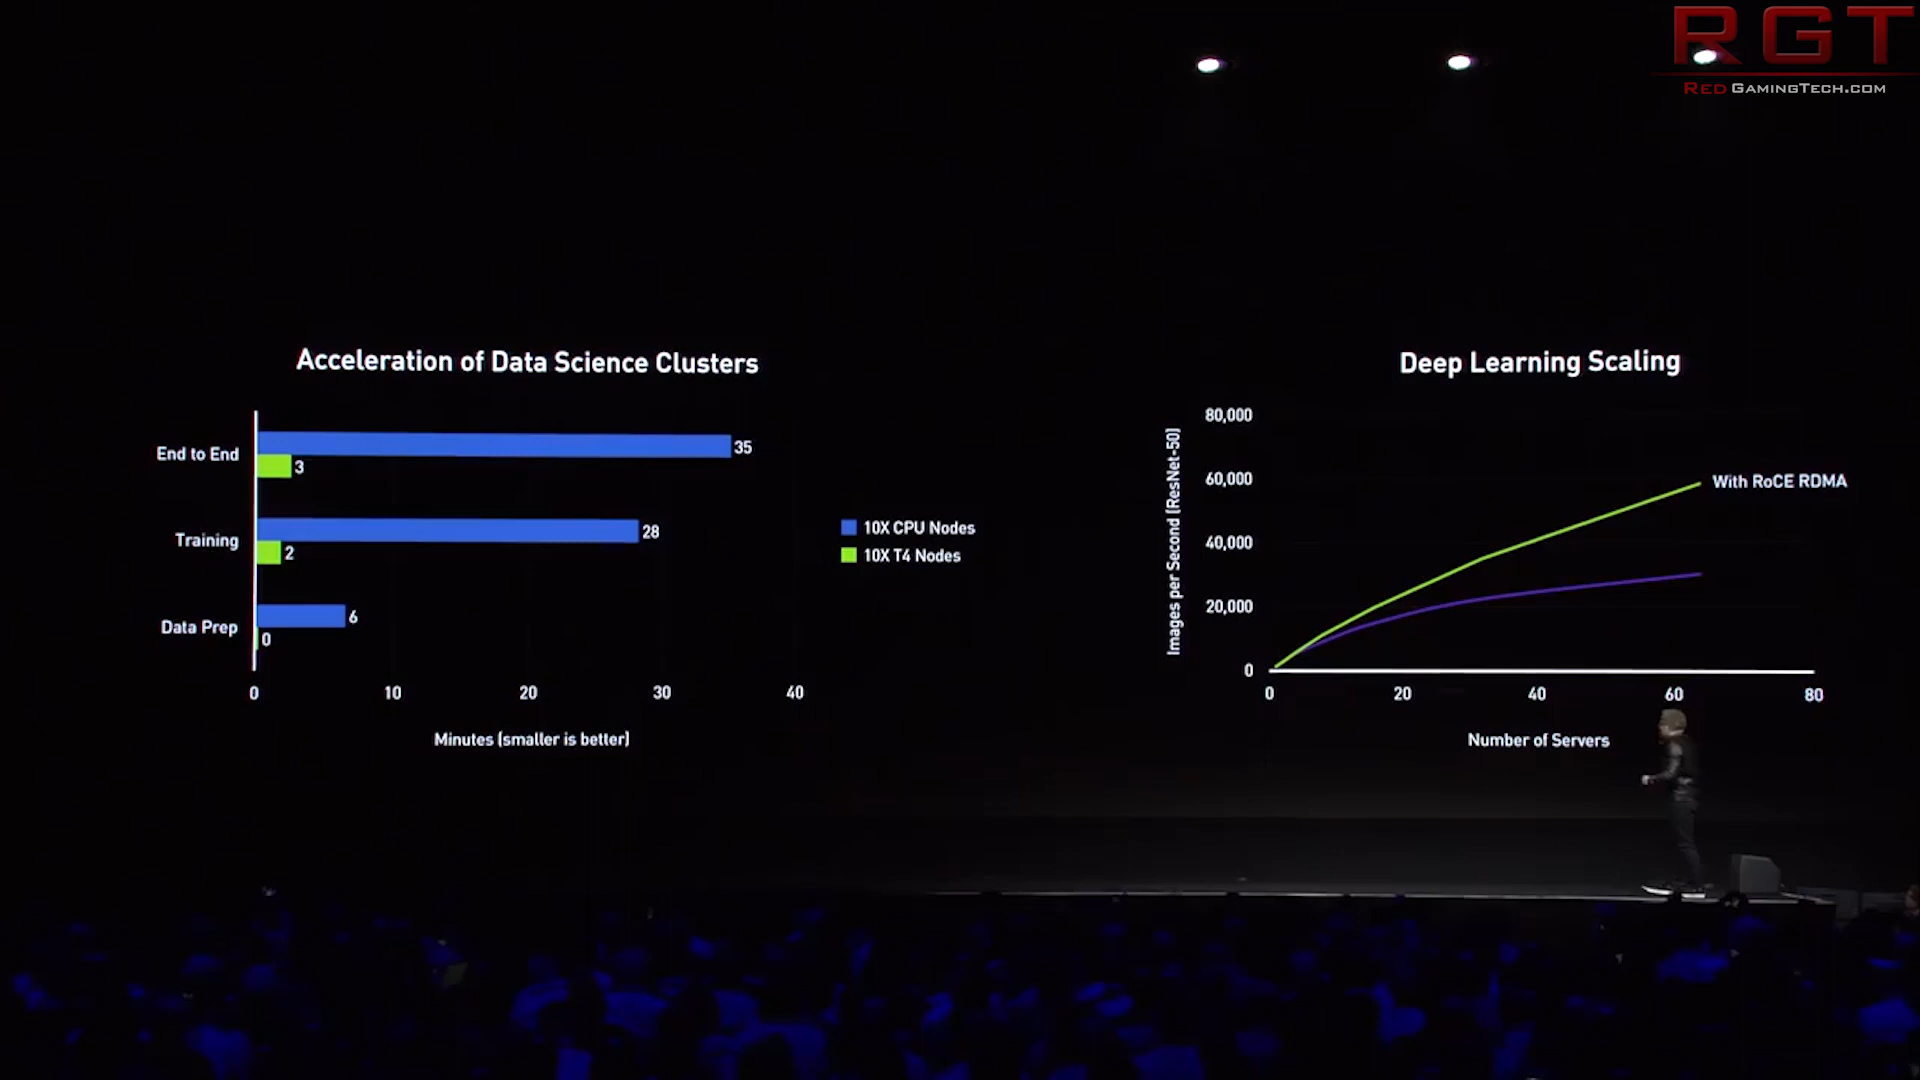 RGT
RedGamingTech.com
Acceleration of Data Science Clusters
End to End
35
3
Training
28
2
Data Prep
6
0
0 10 20 30 40
Minutes (smaller is better)
10X CPU Nodes
10X T4 Nodes
Deep Learning Scaling
Images per Second (ResNet-50)
80,000
60,000
40,000
20,000
0
With RoCE RDMA
0 20 40 60 80
Number of Servers